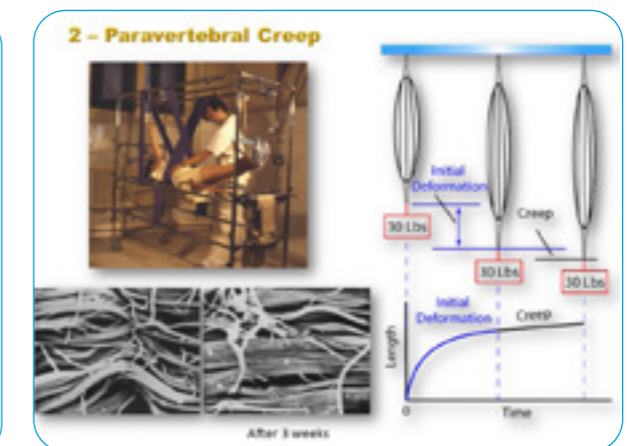 2 – Paravertebral Creep
Initial
Deformation
Creep
30 Lbs
30 Lbs
30 Lbs
Initial
Deformation
Creep
Length
0
Time
After 3 weeks